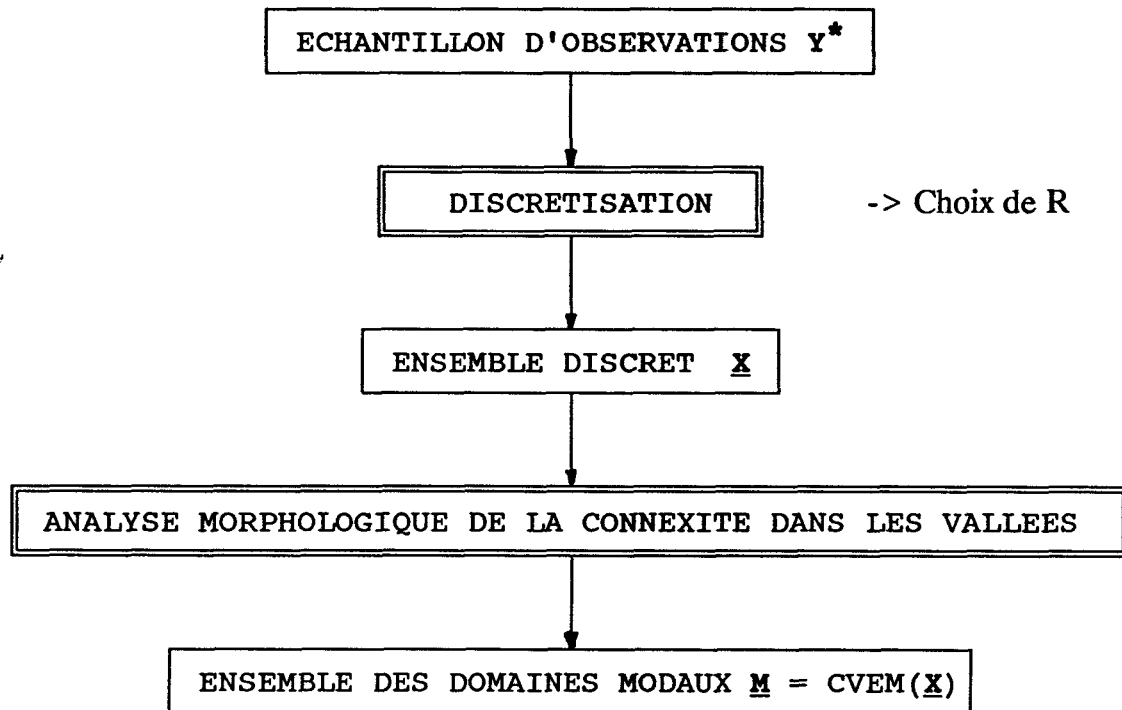 ECHANTILLON D'OBSERVATIONS Y*
DISCRETISATION
-> Choix de R
ENSEMBLE DISCRET X
ANALYSE MORPHOLOGIQUE DE LA CONNEXITE DANS LES VALLEES
ENSEMBLE DES DOMAINES MODAUX M = CVEM(X)